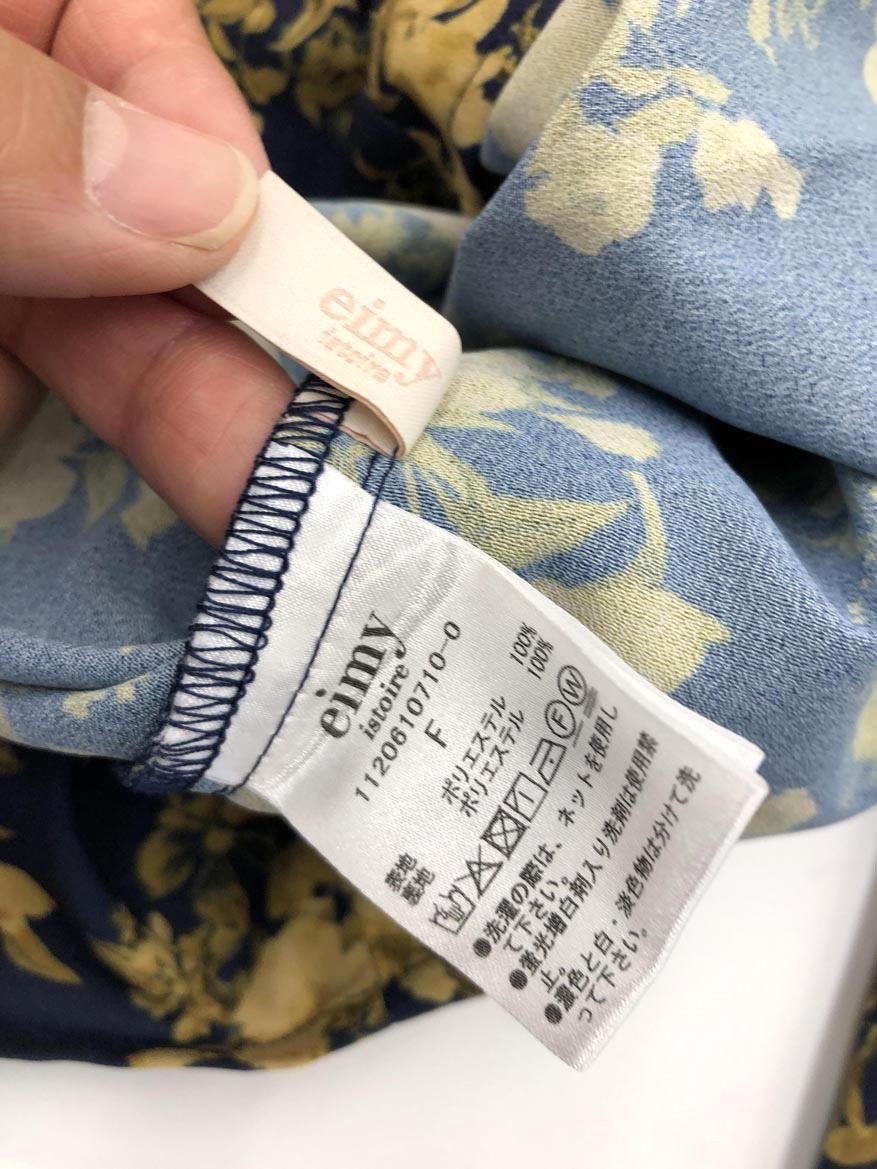 eimy
istoire
eimy
istoire
1120610710-0
F
表地 ポリエステル 100%
裏地 ポリエステル 100%
●洗濯の際は、ネットを使用し
て下さい。
●蛍光増白剤入り洗剤は使用禁
止。
●濃色と白・淡色物は分けて洗
って下さい。